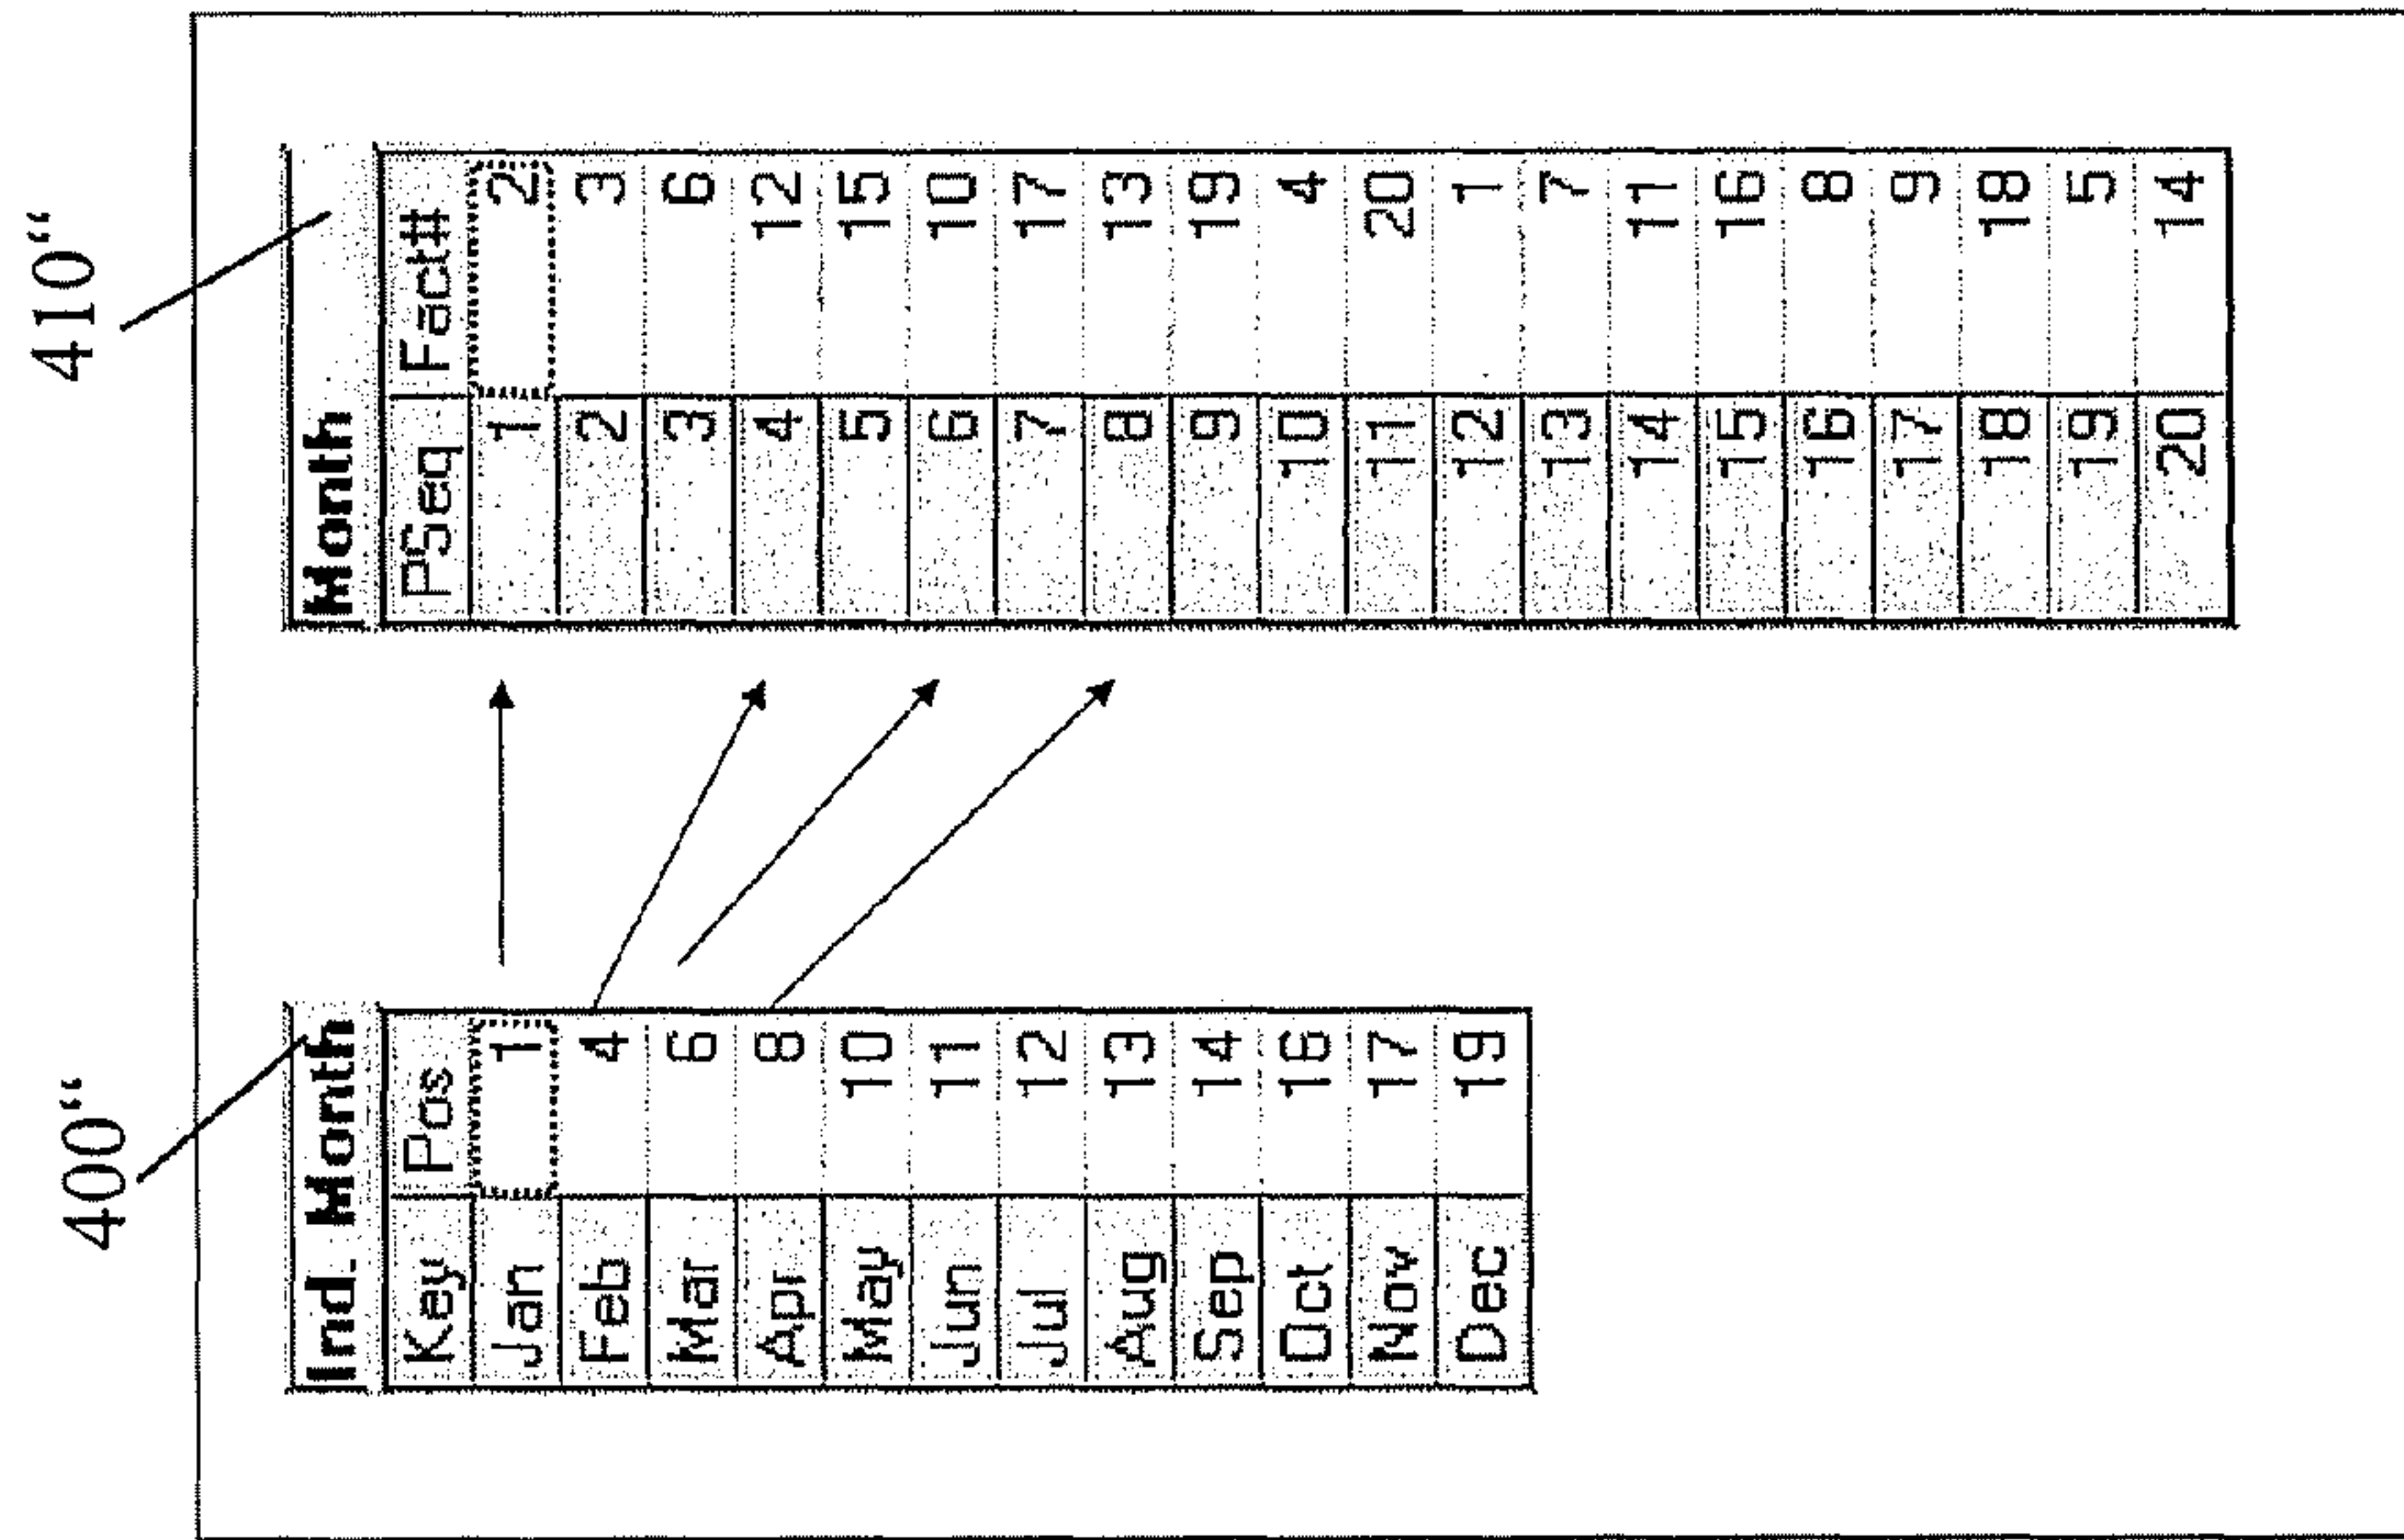 400“
Ind. Month
Key Pos
Jan 1
Feb 4
Mar 6
Apr 8
May 10
Jun 11
Jul 12
Aug 13
Sep 14
Oct 16
Nov 17
Dec 19
410“
Month
PSeq Fact#
1 2
2 3
3 6
4 12
5 15
6 10
7 17
8 13
9 19
10 4
11 20
12 1
13 7
14 11
15 16
16 8
17 9
18 18
19 5
20 14